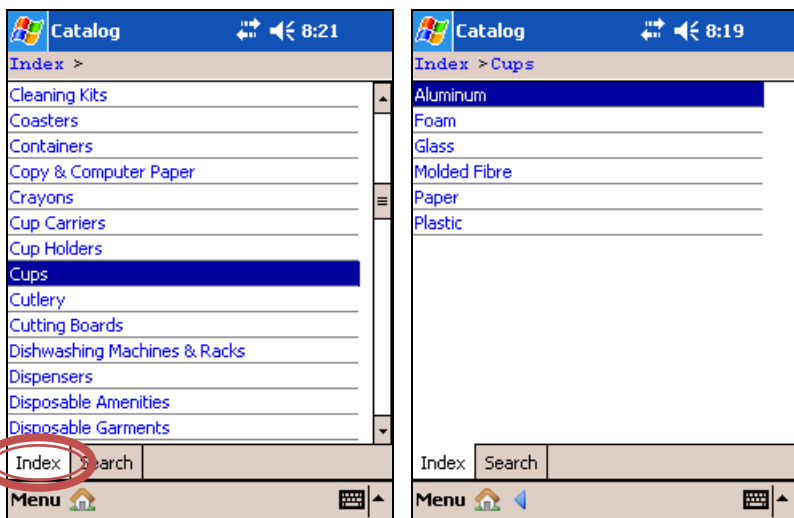 Catalog 8:21
Index >
Cleaning Kits
Coasters
Containers
Copy & Computer Paper
Crayons
Cup Carriers
Cup Holders
Cups
Cutlery
Cutting Boards
Dishwashing Machines & Racks
Dispensers
Disposable Amenities
Disposable Garments
Index Search
Menu
Catalog 8:19
Index >Cups
Aluminum
Foam
Glass
Molded Fibre
Paper
Plastic
Index Search
Menu